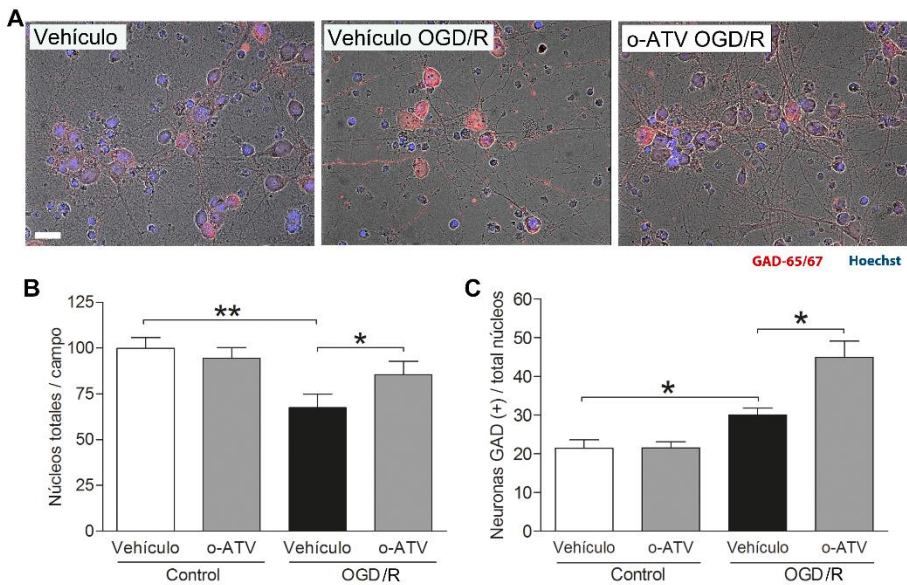 A
Vehículo
Vehículo OGD/R
o-ATV OGD/R
GAD-65/67 Hoechst
B
Núcleos totales / campo
125
100
75
50
25
0
**
*
Vehículo o-ATV Vehículo o-ATV
Control OGD/R
C
Neuronas GAD (+) / total núcleos
60
50
40
30
20
10
0
*
*
Vehículo o-ATV Vehículo o-ATV
Control OGD/R